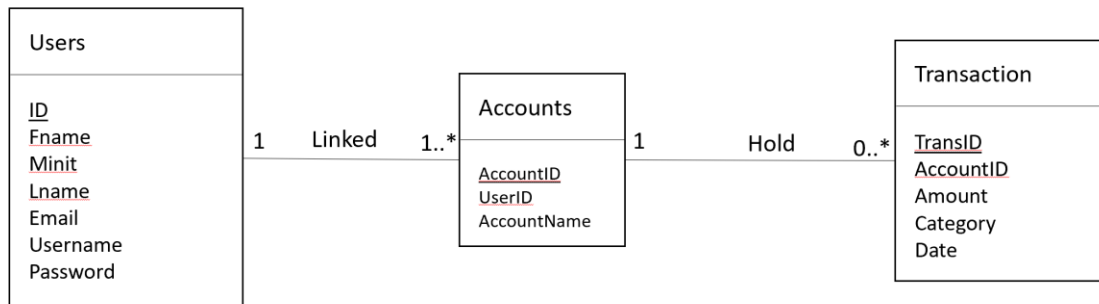 Users
ID
Fname
Minit
Lname
Email
Username
Password
1 Linked 1..*
Accounts
AccountID
UserID
AccountName
1 Hold 0..*
Transaction
TransID
AccountID
Amount
Category
Date